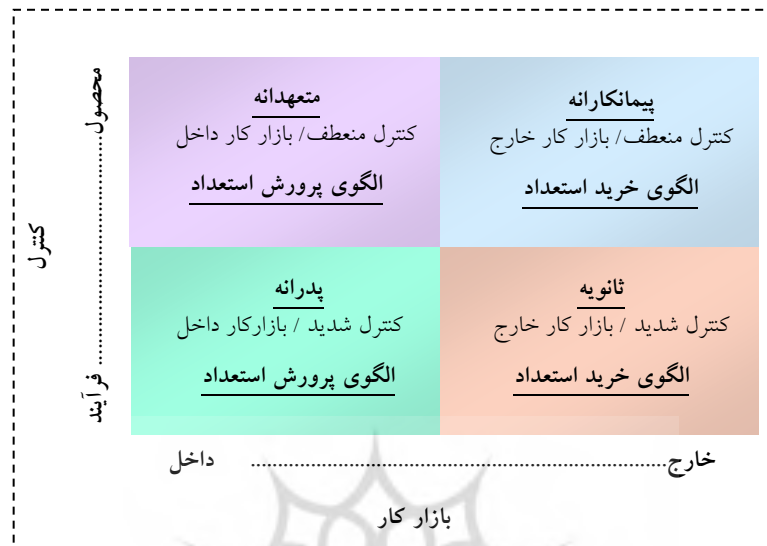 پیمانکارانه
کنترل منعطف/ بازار کار خارج
الگوی خرید استعداد
متعهدانه
کنترل منعطف/ بازار کار داخل
الگوی پرورش استعداد
ثانویه
کنترل شدید / بازار کار خارج
الگوی خرید استعداد
پدرانه
کنترل شدید / بازارکار داخل
الگوی پرورش استعداد
محصول........................................ فرآیند
کنترل
خارج............................................................................. داخل
بازار کار